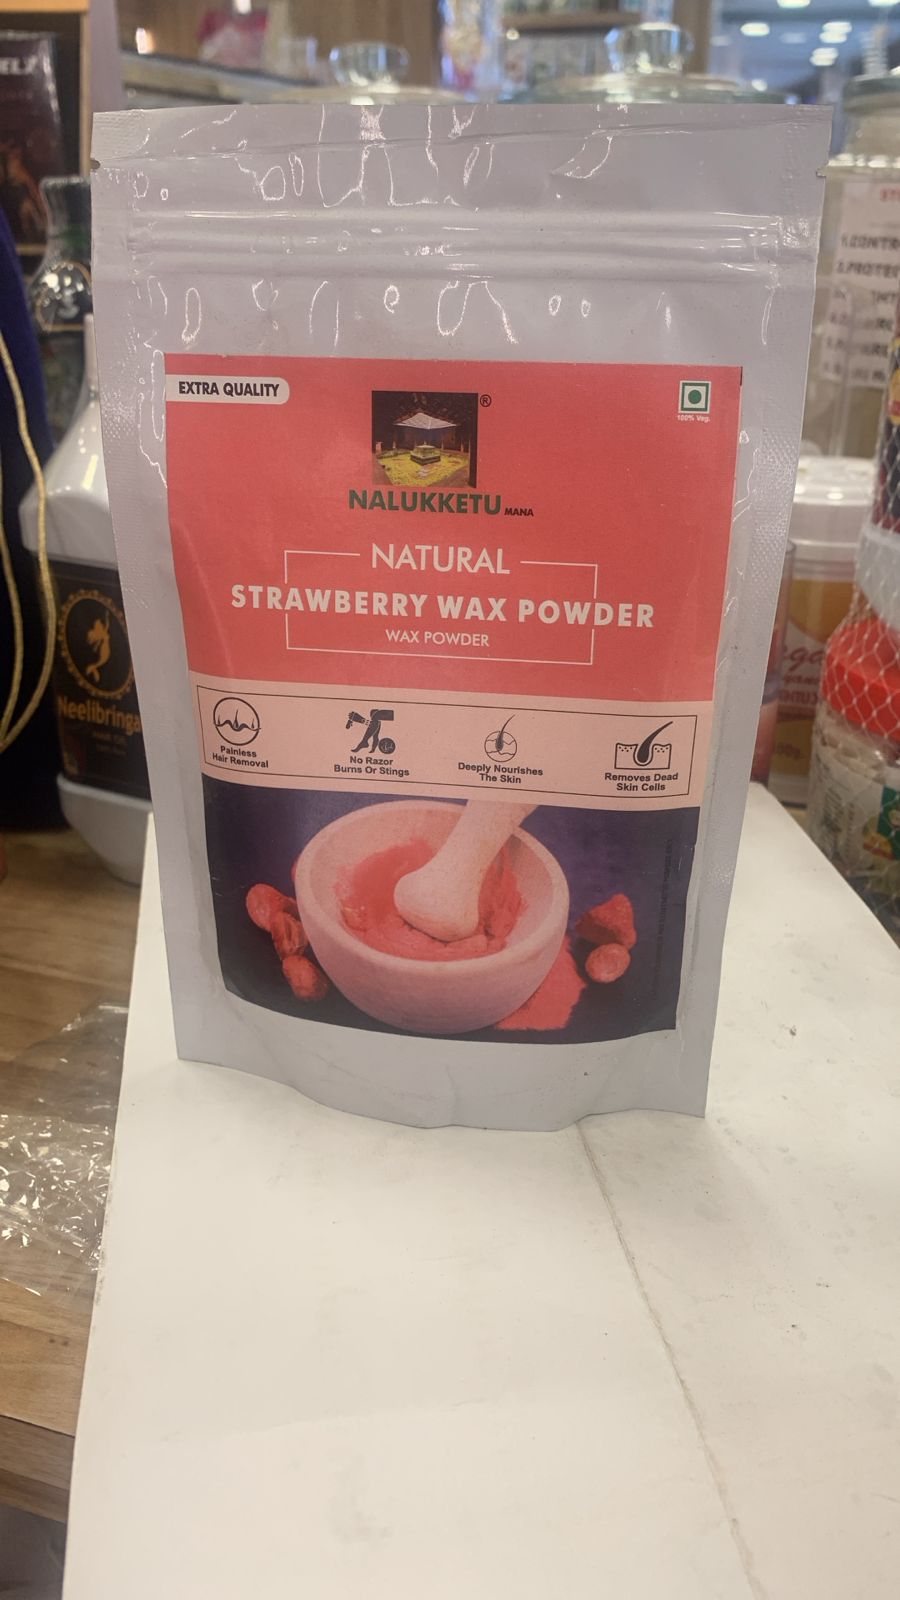 EXTRA QUALITY
®
100% Veg.
NALUKKETU MANA
NATURAL
STRAWBERRY WAX POWDER
WAX POWDER
Painless
Hair Removal
No Razor
Burns Or Stings
Deeply Nourishes
The Skin
Removes Dead
Skin Cells
Neelibringa